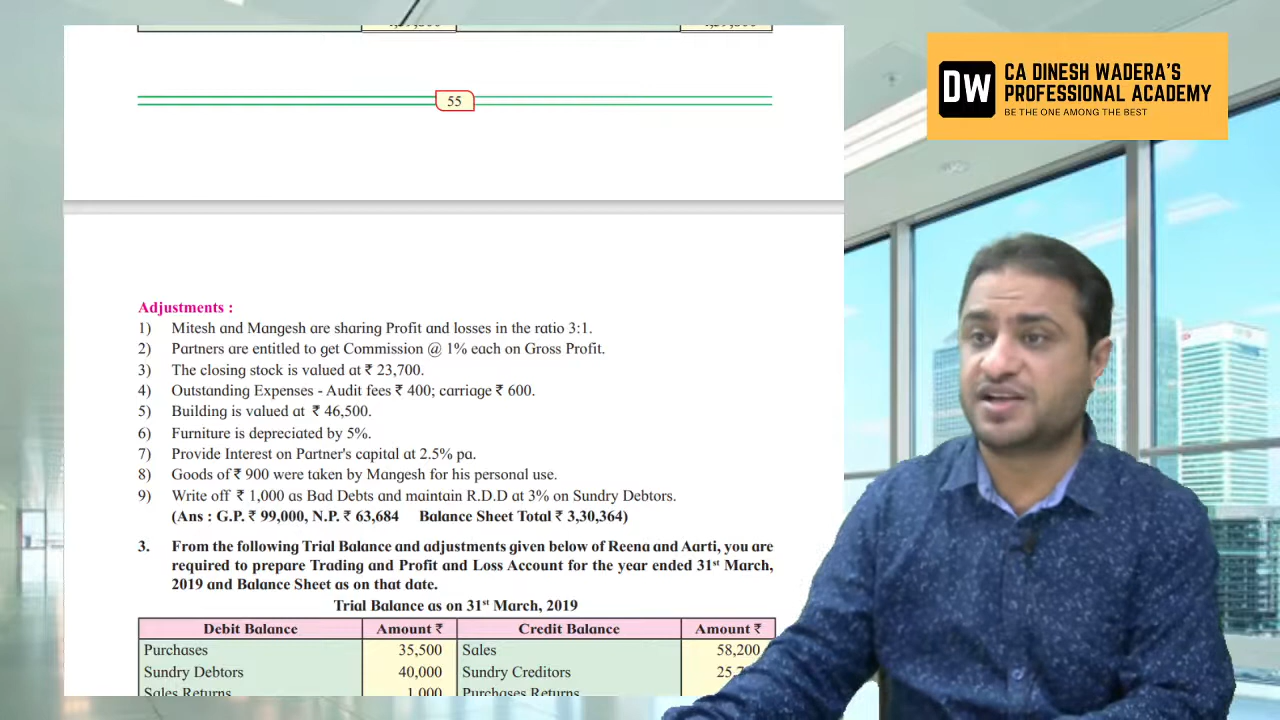 DW CA DINESH WADERA'S
PROFESSIONAL ACADEMY
BE THE ONE AMONG THE BEST
55
Adjustments :
1) Mitesh and Mangesh are sharing Profit and losses in the ratio 3:1.
2) Partners are entitled to get Commission @ 1% each on Gross Profit.
3) The closing stock is valued at ₹ 23,700.
4) Outstanding Expenses - Audit fees ₹ 400; carriage ₹ 600.
5) Building is valued at ₹ 46,500.
6) Furniture is depreciated by 5%.
7) Provide Interest on Partner's capital at 2.5% pa.
8) Goods of ₹ 900 were taken by Mangesh for his personal use.
9) Write off ₹ 1,000 as Bad Debts and maintain R.D.D at 3% on Sundry Debtors.
(Ans : G.P. ₹ 99,000, N.P. ₹ 63,684 Balance Sheet Total ₹ 3,30,364)
3. From the following Trial Balance and adjustments given below of Reena and Aarti, you are
required to prepare Trading and Profit and Loss Account for the year ended 31st March,
2019 and Balance Sheet as on that date.
Trial Balance as on 31st March, 2019
Debit Balance Amount ₹ Credit Balance Amount ₹
Purchases 35,500 Sales 58,200
Sundry Debtors 40,000 Sundry Creditors
Sales Returns 1,000 Purchases Returns